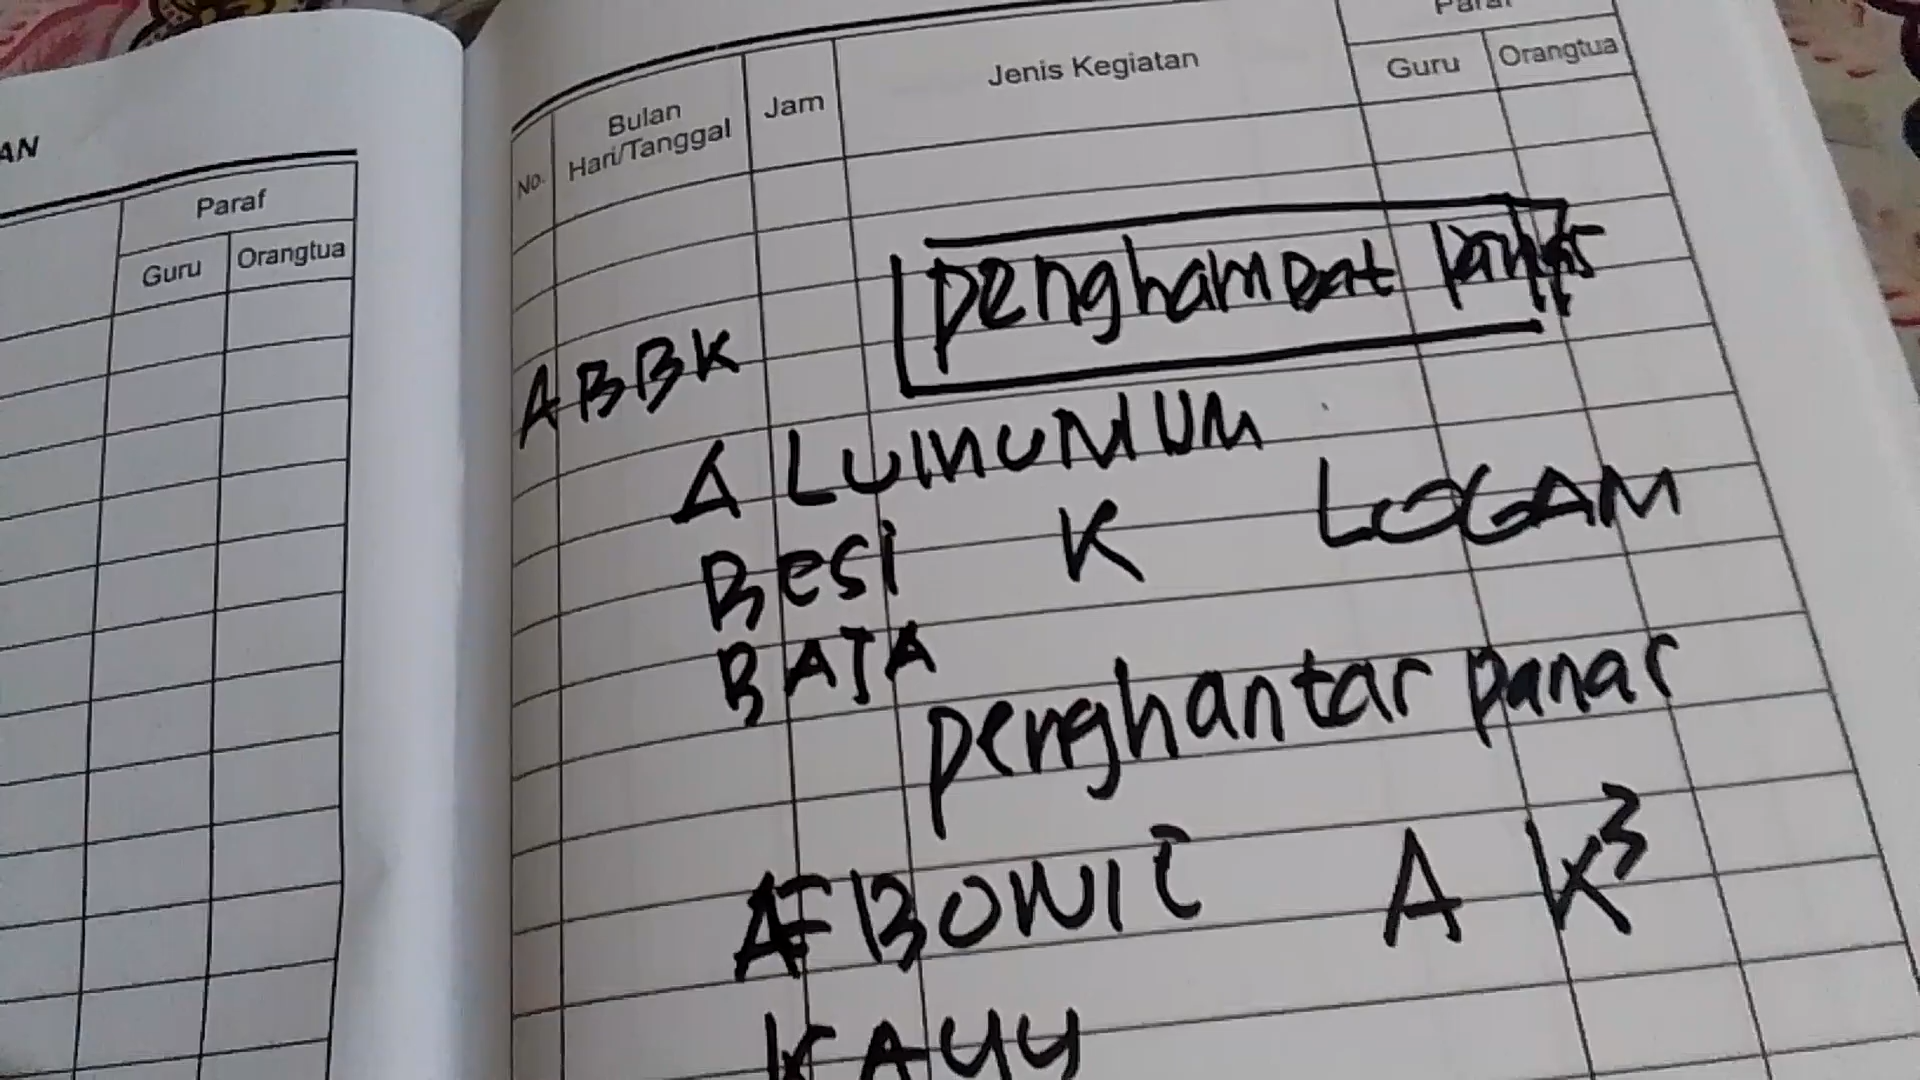 AN
Paraf
Guru Orangtua
No. Bulan Hari/Tanggal Jam Jenis Kegiatan Paraf
Guru Orangtua
penghambat panas
ABBK
ALUMUNIUM
BESI K LOGAM
BAJA
penghantar panas
A K³
KAYU